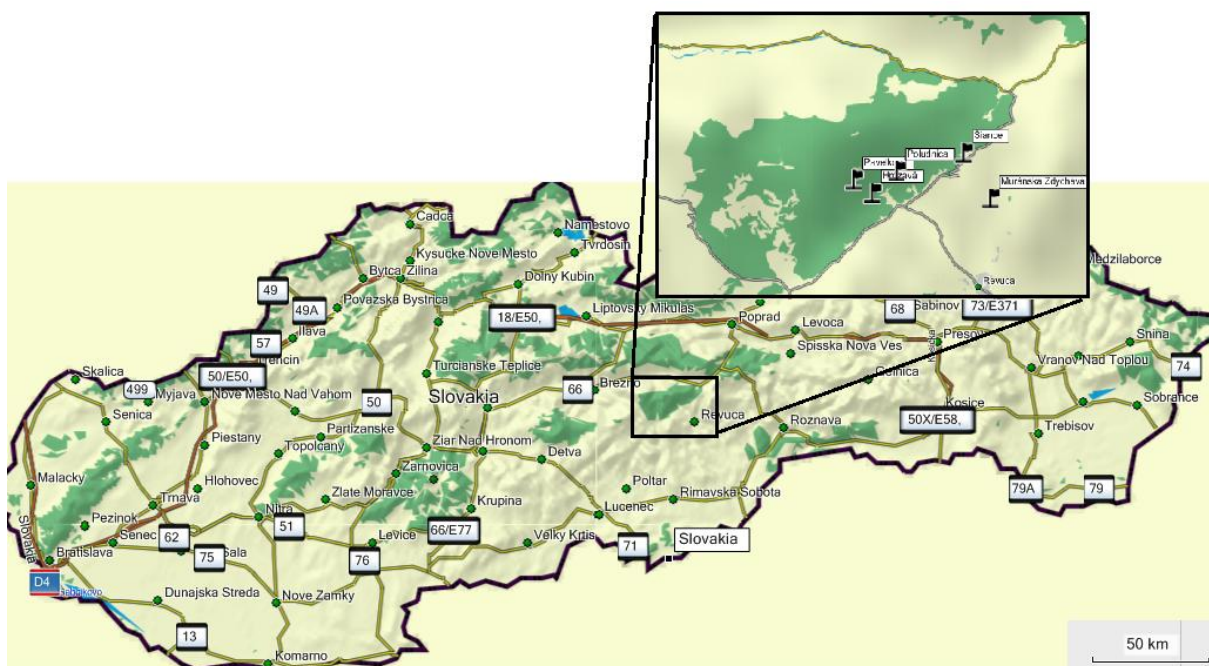 Šiance
Poludnica
Pavelko
Hrdzavá
Muránska Zdychava
Revuca
Cadca
Namestovo
Tvrdosin
Kysucke Nove Mesto
Bytca
Zilina
Dolny Kubin
Medzilaborce
49
49A
Povazska Bystrica
18/E50,
Liptovsky Mikulas
Poprad
68
Sabinov
73/E371
57
Ilava
Levoca
Presov
Snina
Spisska Nova Ves
Vranov Nad Toplou
74
Skalica
50/E50,
Turcianske Teplice
66
Brezno
499
Myjava
Nove Mesto Nad Vahom
50
Slovakia
Senica
Revuca
Kosice
Sobrance
50X/E58,
Roznava
Trebisov
Piestany
Partizanske
Topolcany
Ziar Nad Hronom
Detva
Malacky
Hlohovec
Zarnovica
Poltar
79A
79
Trnava
Zlate Moravce
Krupina
Rimavska Sobota
Slovakia
Pezinok
Nitra
Lucenec
Senec
62
51
66/E77
Levice
Velky Krtis
71
Slovakia
Bratislava
75
Sala
76
D4
Dunajska Streda
Nove Zamky
13
Komarno
50 km